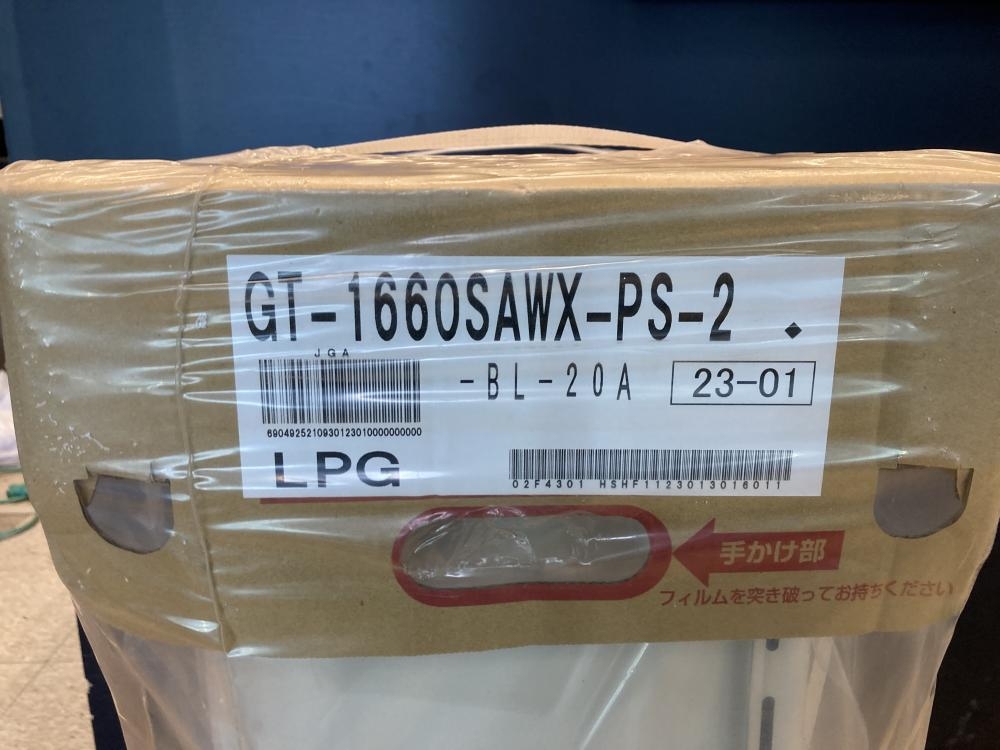 GT-1660SAWX-PS-2 ◆
JGA
-BL-20A
23-01
69049252109301230100000000000
LPG
02F4301 HSHF1123013016011
手かけ部
フィルムを突き破ってお持ちください